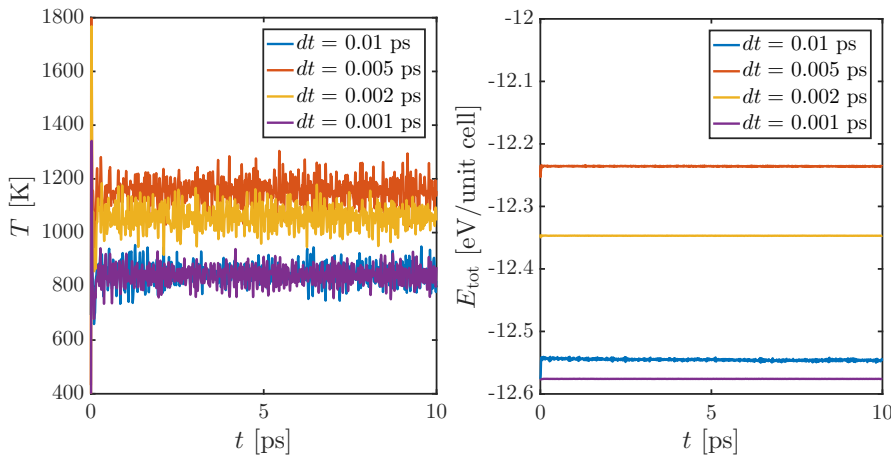 1800
1600
1400
1200
1000
800
600
400
T [K]
0
5
10
t [ps]
dt = 0.01 ps
dt = 0.005 ps
dt = 0.002 ps
dt = 0.001 ps
-12
-12.1
-12.2
-12.3
-12.4
-12.5
-12.6
E_tot [eV/unit cell]
0
5
10
t [ps]
dt = 0.01 ps
dt = 0.005 ps
dt = 0.002 ps
dt = 0.001 ps